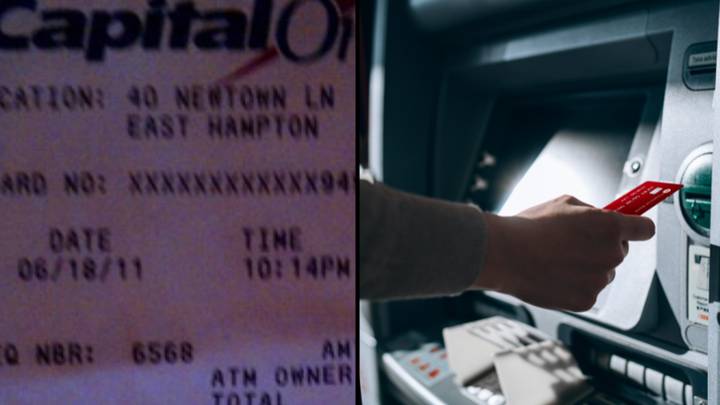 Capital On
CATION: 40 NEWTOWN LN
EAST HAMPTON
ARD NO: XXXXXXXXXXXX94
DATE TIME
06/18/11 10:14PM
Q NBR: 6568 AM
ATM OWNER
TOTAL